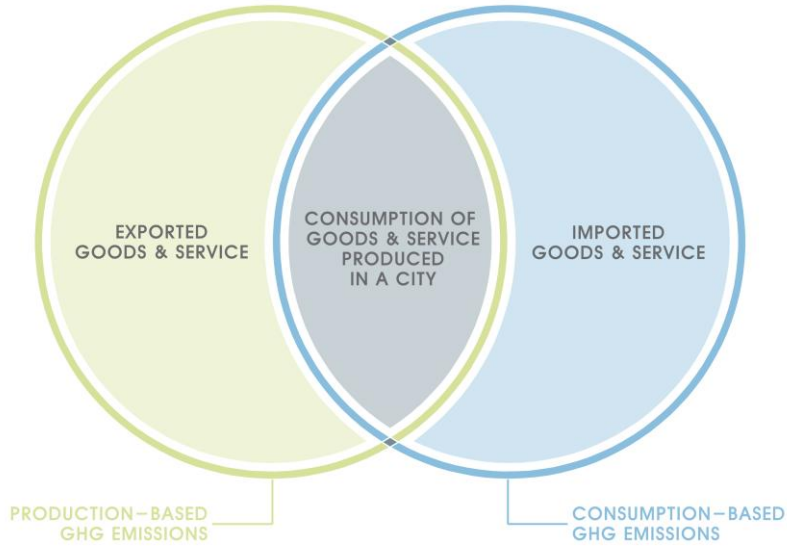 EXPORTED
GOODS & SERVICE
CONSUMPTION OF
GOODS & SERVICE
PRODUCED
IN A CITY
IMPORTED
GOODS & SERVICE
PRODUCTION–BASED
GHG EMISSIONS
CONSUMPTION–BASED
GHG EMISSIONS